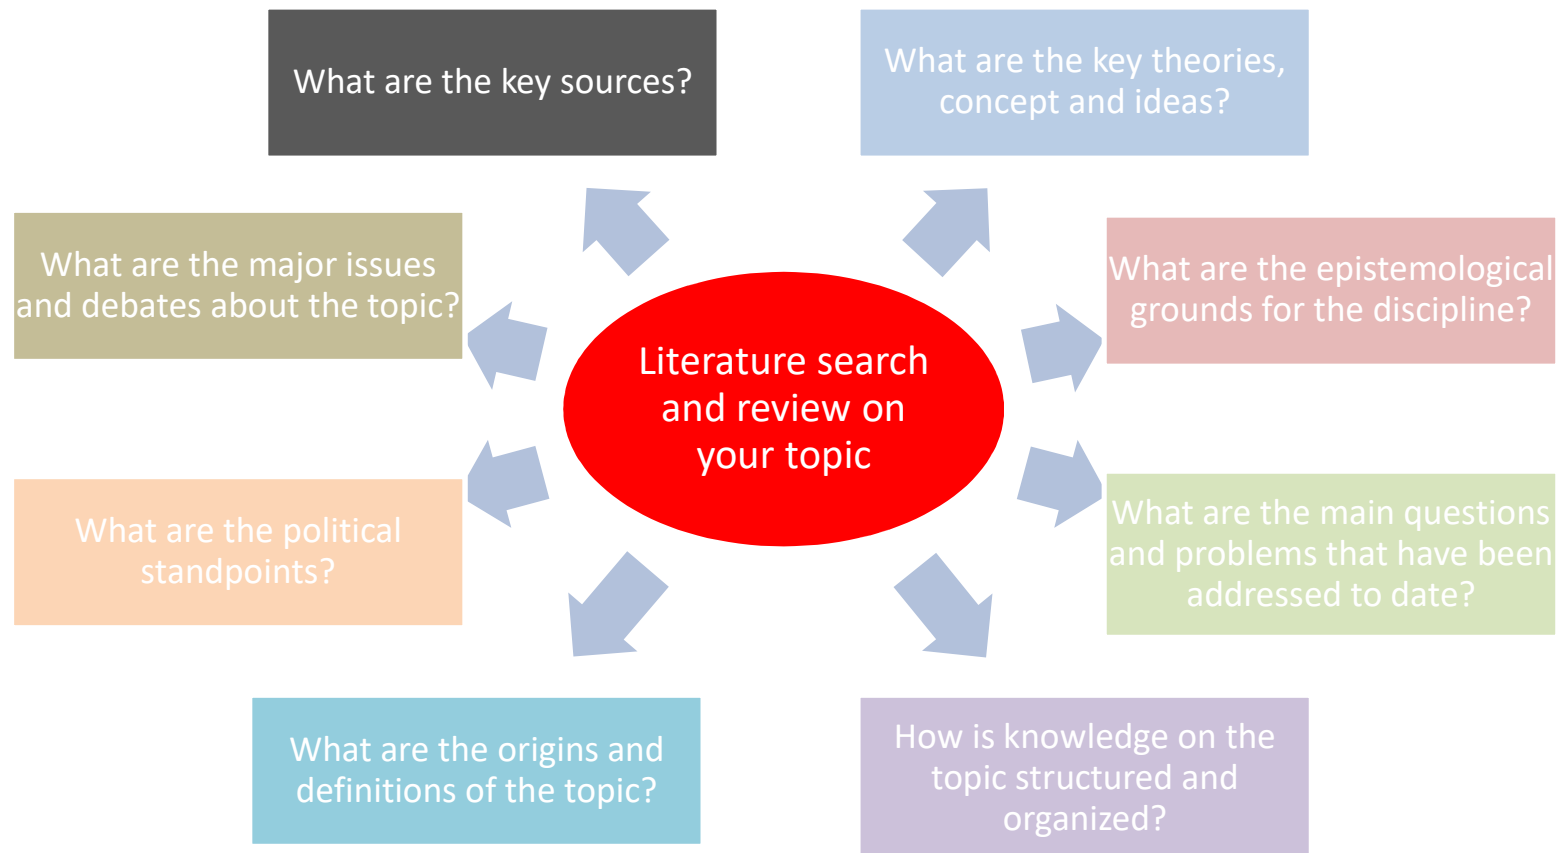 What are the key sources?
What are the key theories,
concept and ideas?
What are the major issues
and debates about the topic?
What are the epistemological
grounds for the discipline?
Literature search
and review on
your topic
What are the political
standpoints?
What are the main questions
and problems that have been
addressed to date?
What are the origins and
definitions of the topic?
How is knowledge on the
topic structured and
organized?